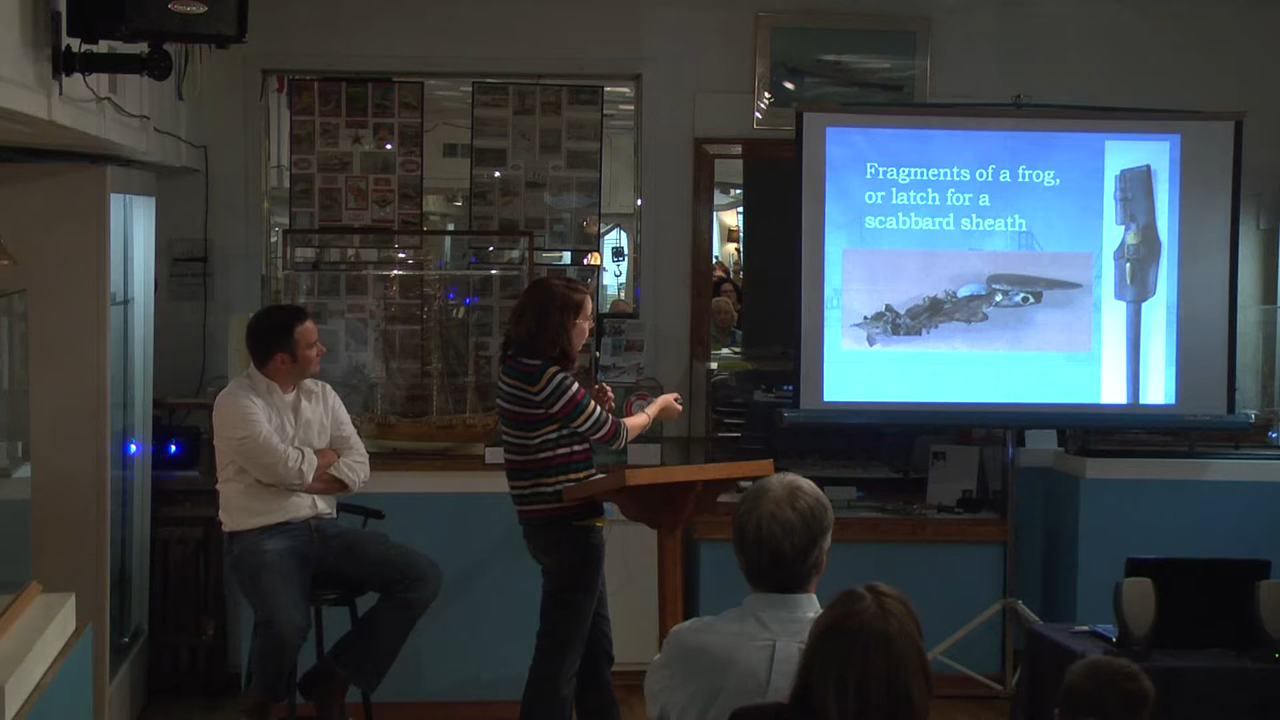 Fragments of a frog,
or latch for a
scabbard sheath